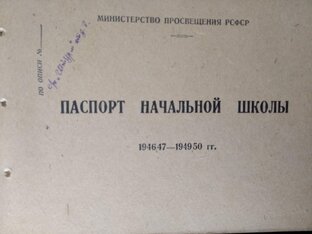 МИНИСТЕРСТВО ПРОСВЕЩЕНИЯ РСФСР
ПО ОПИСИ №
ПАСПОРТ НАЧАЛЬНОЙ ШКОЛЫ
194647—194950 гг.